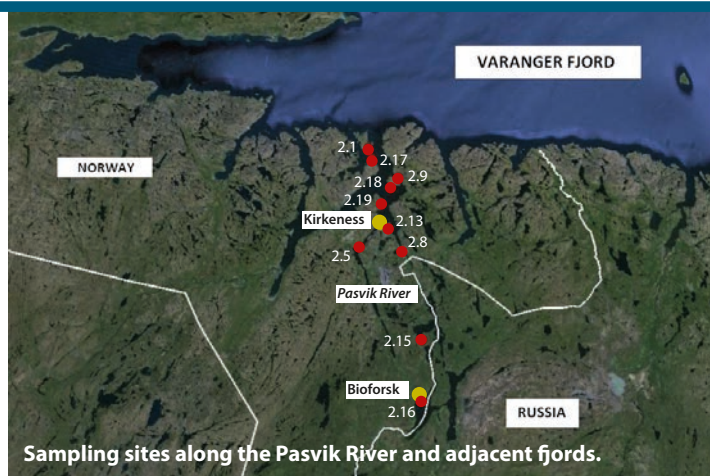 VARANGER FJORD
NORWAY
2.1
2.17
2.9
2.18
2.19
Kirkeness
2.13
2.8
2.5
Pasvik River
2.15
Bioforsk
2.16
RUSSIA
Sampling sites along the Pasvik River and adjacent fjords.